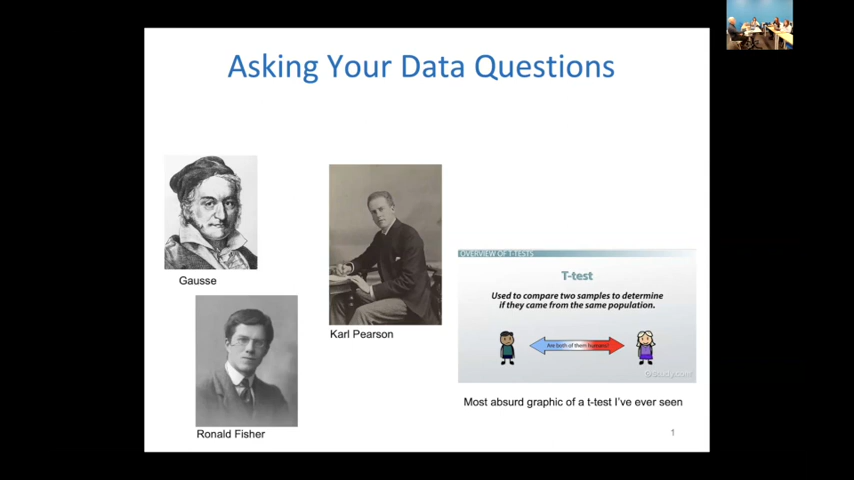 Asking Your Data Questions
Gausse
Karl Pearson
Ronald Fisher
OVERVIEW OF T-TESTS
T-test
Used to compare two samples to determine
if they came from the same population.
Are both of them humans?
Study.com
Most absurd graphic of a t-test I've ever seen
1